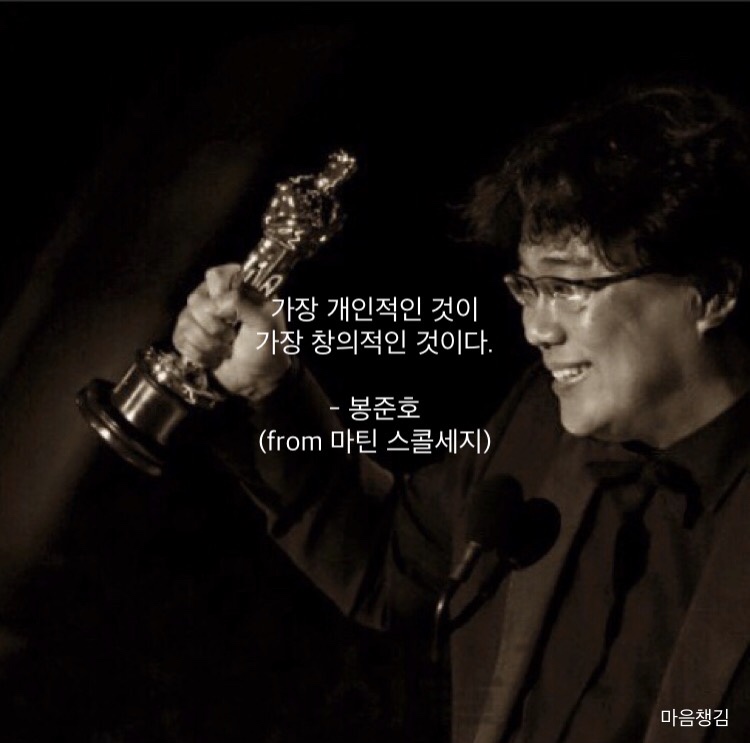 가장 개인적인 것이
가장 창의적인 것이다.
- 봉준호
(from 마틴 스콜세지)
마음챙김